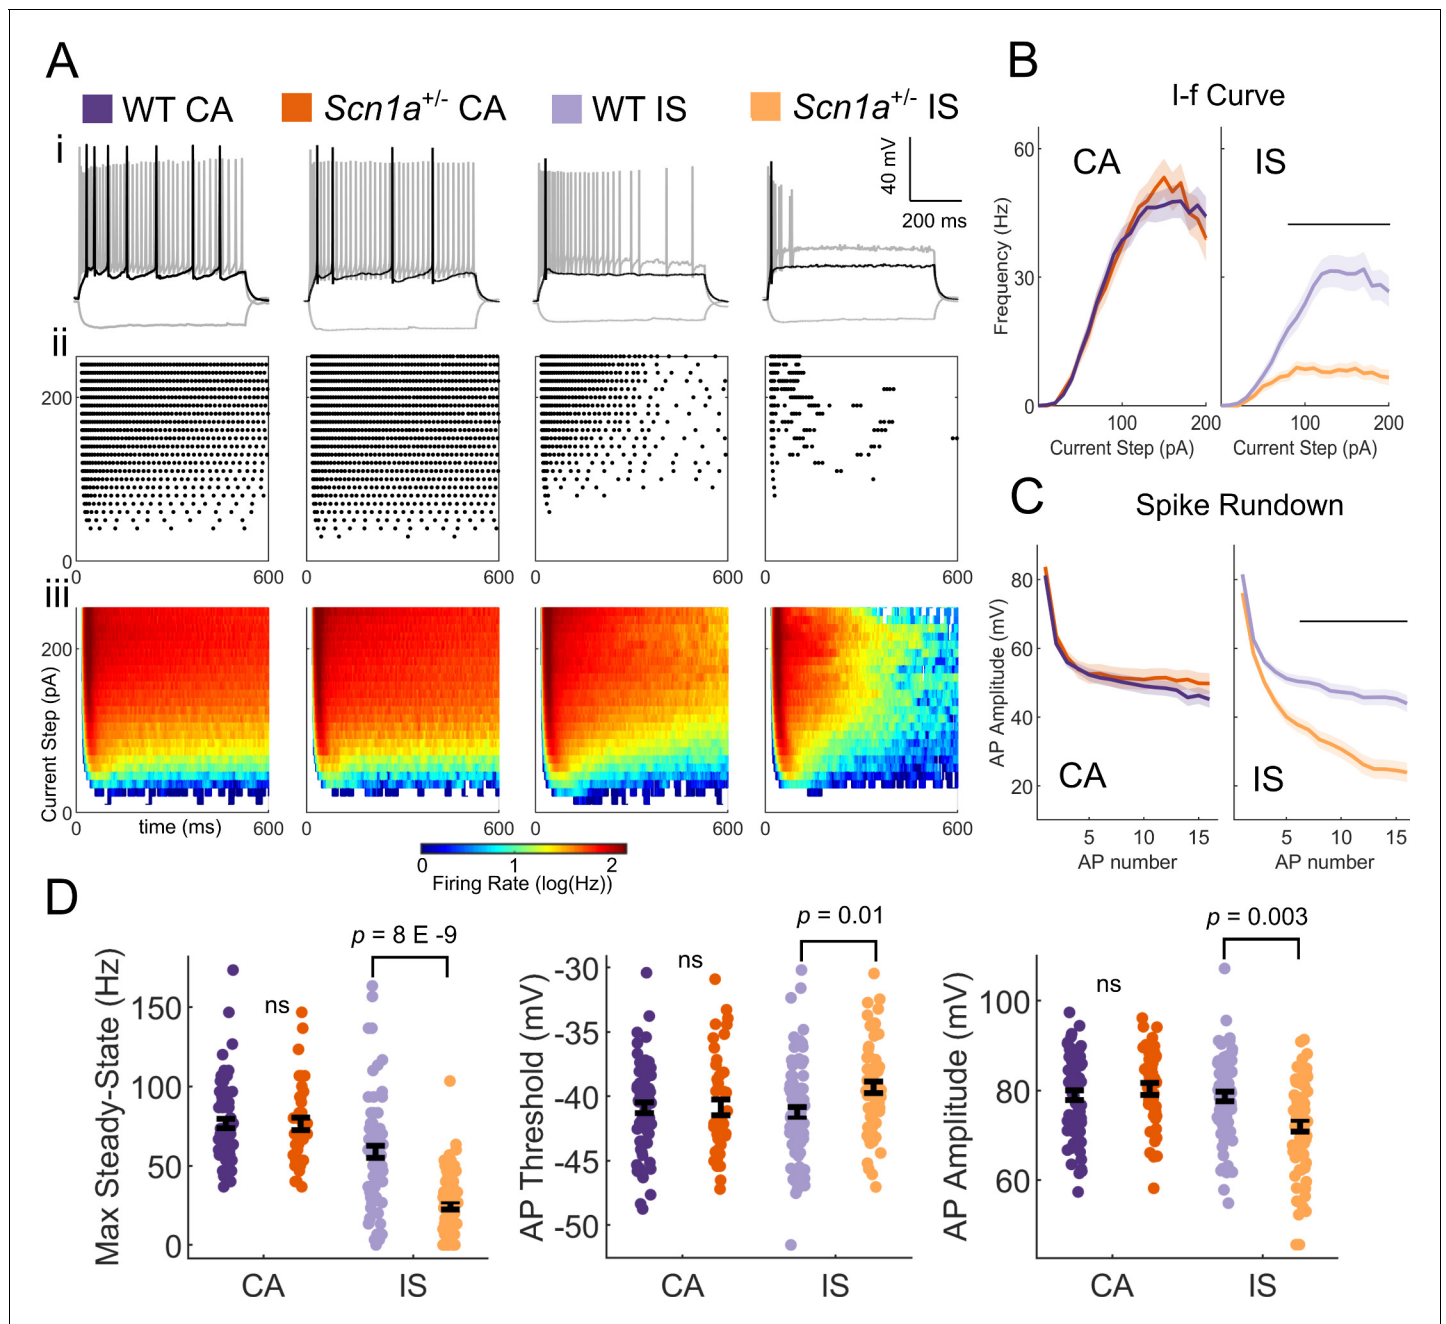 A
WT CA
Scn1a+/- CA
WT IS
Scn1a+/- IS
i
40 mV
200 ms
ii
200
0
0
600
0
600
0
600
0
600
iii
Current Step (pA)
200
0
0
time (ms)
600
0
600
0
600
0
600
0
1
2
Firing Rate (log(Hz))
B
I-f Curve
CA
IS
Frequency (Hz)
60
30
0
0
100
200
0
100
200
Current Step (pA)
Current Step (pA)
C
Spike Rundown
AP Amplitude (mV)
80
60
40
20
CA
IS
5
10
15
5
10
15
AP number
AP number
D
Max Steady-State (Hz)
150
100
50
0
ns
p = 8 E -9
CA
IS
AP Threshold (mV)
-30
-35
-40
-45
-50
ns
p = 0.01
CA
IS
AP Amplitude (mV)
100
80
60
ns
p = 0.003
CA
IS